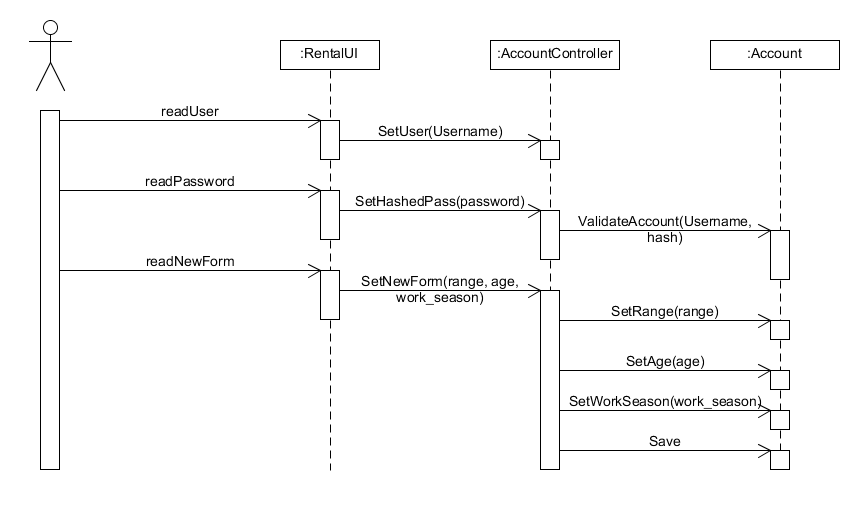 :RentalUI
:AccountController
:Account
readUser
SetUser(Username)
readPassword
SetHashedPass(password)
ValidateAccount(Username,
hash)
readNewForm
SetNewForm(range, age,
work_season)
SetRange(range)
SetAge(age)
SetWorkSeason(work_season)
Save